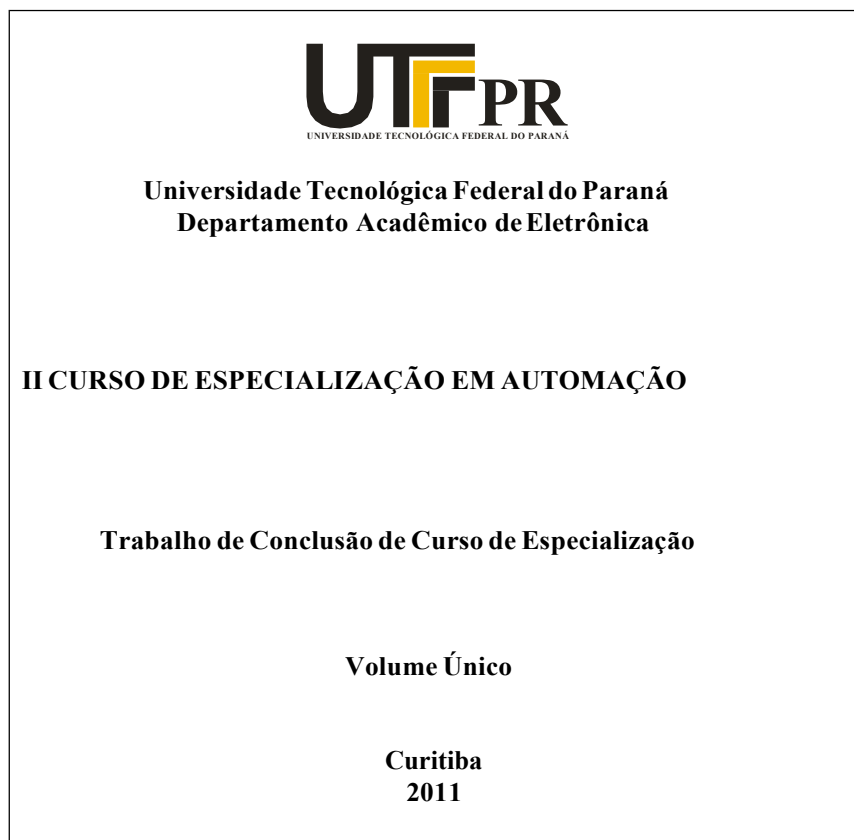 UTFPR
UNIVERSIDADE TECNOLÓGICA FEDERAL DO PARANÁ
Universidade Tecnológica Federal do Paraná
Departamento Acadêmico de Eletrônica
II CURSO DE ESPECIALIZAÇÃO EM AUTOMAÇÃO
Trabalho de Conclusão de Curso de Especialização
Volume Único
Curitiba
2011